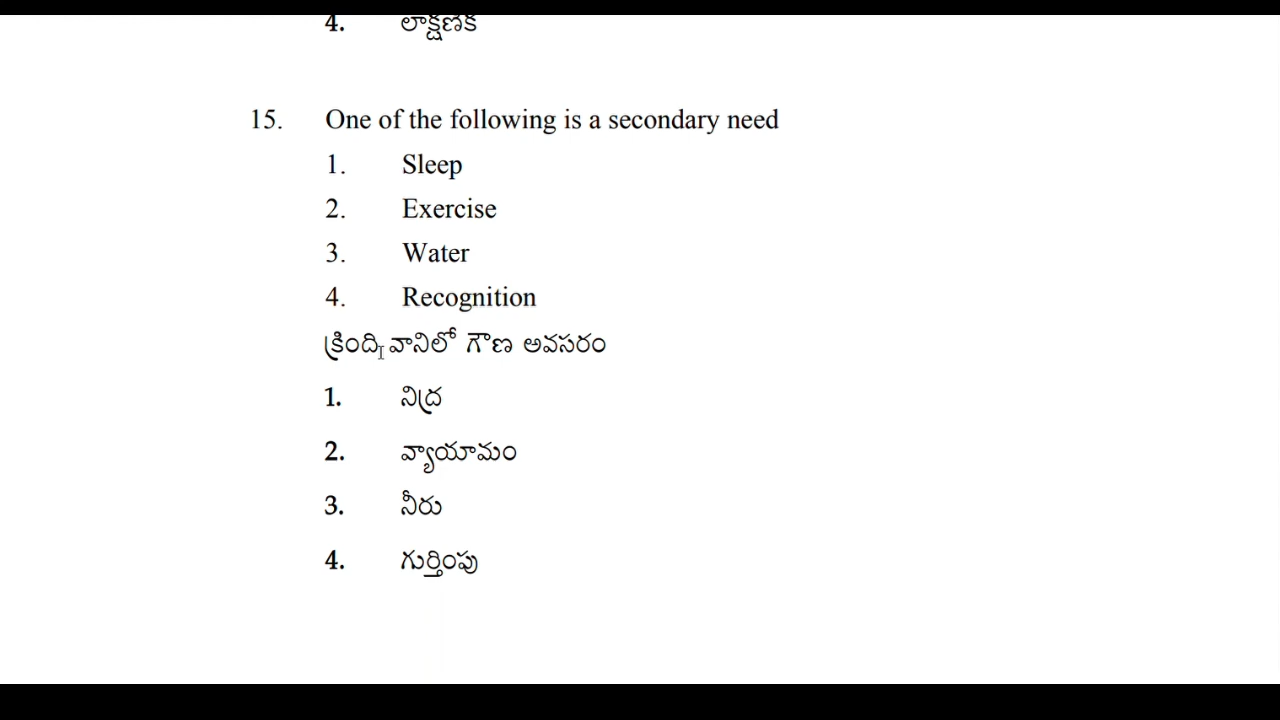 4. లాక్షణిక
15. One of the following is a secondary need
1. Sleep
2. Exercise
3. Water
4. Recognition
క్రింది వానిలో గౌణ అవసరం
1. నిద్ర
2. వ్యాయామం
3. నీరు
4. గుర్తింపు